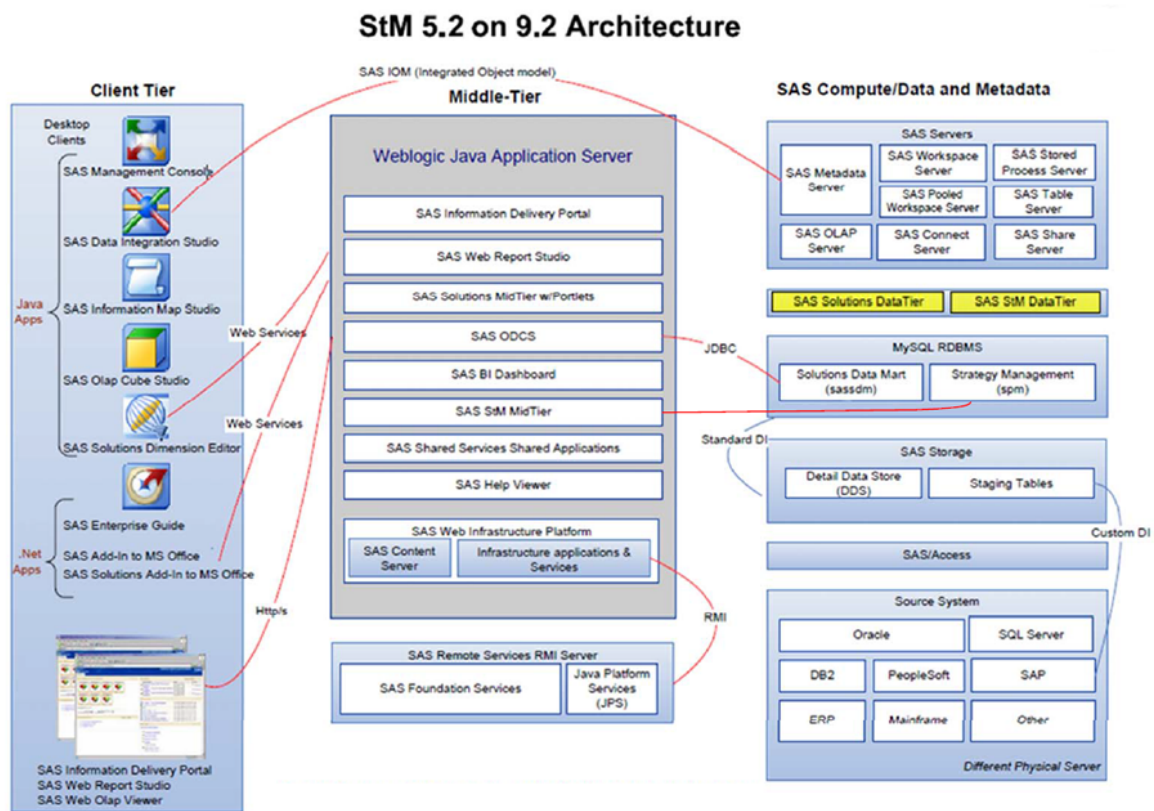 StM 5.2 on 9.2 Architecture
SAS IOM (Integrated Object model)
Client Tier
Desktop
Clients
SAS Management Console
SAS Data Integration Studio
Java
Apps
SAS Information Map Studio
SAS Olap Cube Studio
SAS Solutions Dimension Editor
SAS Enterprise Guide
.Net
Apps
SAS Add-In to MS Office
SAS Solutions Add-In to MS Office
SAS Information Delivery Portal
SAS Web Report Studio
SAS Web Olap Viewer
Web Services
Web Services
Http/s
Middle-Tier
Weblogic Java Application Server
SAS Information Delivery Portal
SAS Web Report Studio
SAS Solutions MidTier w/Portlets
SAS ODCS
SAS BI Dashboard
SAS StM MidTier
SAS Shared Services Shared Applications
SAS Help Viewer
SAS Web Infrastructure Platform
SAS Content
Server
Infrastructure applications &
Services
SAS Remote Services RMI Server
SAS Foundation Services
Java Platform
Services
(JPS)
JDBC
Standard DI
RMI
SAS Compute/Data and Metadata
SAS Servers
SAS Metadata
Server
SAS Workspace
Server
SAS Stored
Process Server
SAS Pooled
Workspace Server
SAS Table
Server
SAS OLAP
Server
SAS Connect
Server
SAS Share
Server
SAS Solutions DataTier
SAS StM DataTier
MySQL RDBMS
Solutions Data Mart
(sassdm)
Strategy Management
(spm)
SAS Storage
Detail Data Store
(DDS)
Staging Tables
Custom DI
SAS/Access
Source System
Oracle
SQL Server
DB2
PeopleSoft
SAP
ERP
Mainframe
Other
Different Physical Server